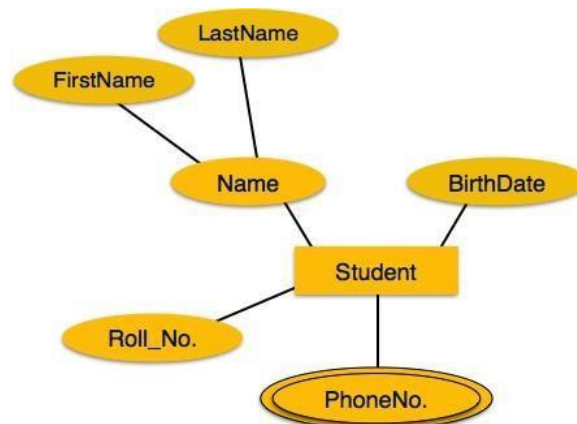 LastName
FirstName
Name
BirthDate
Student
Roll_No.
PhoneNo.